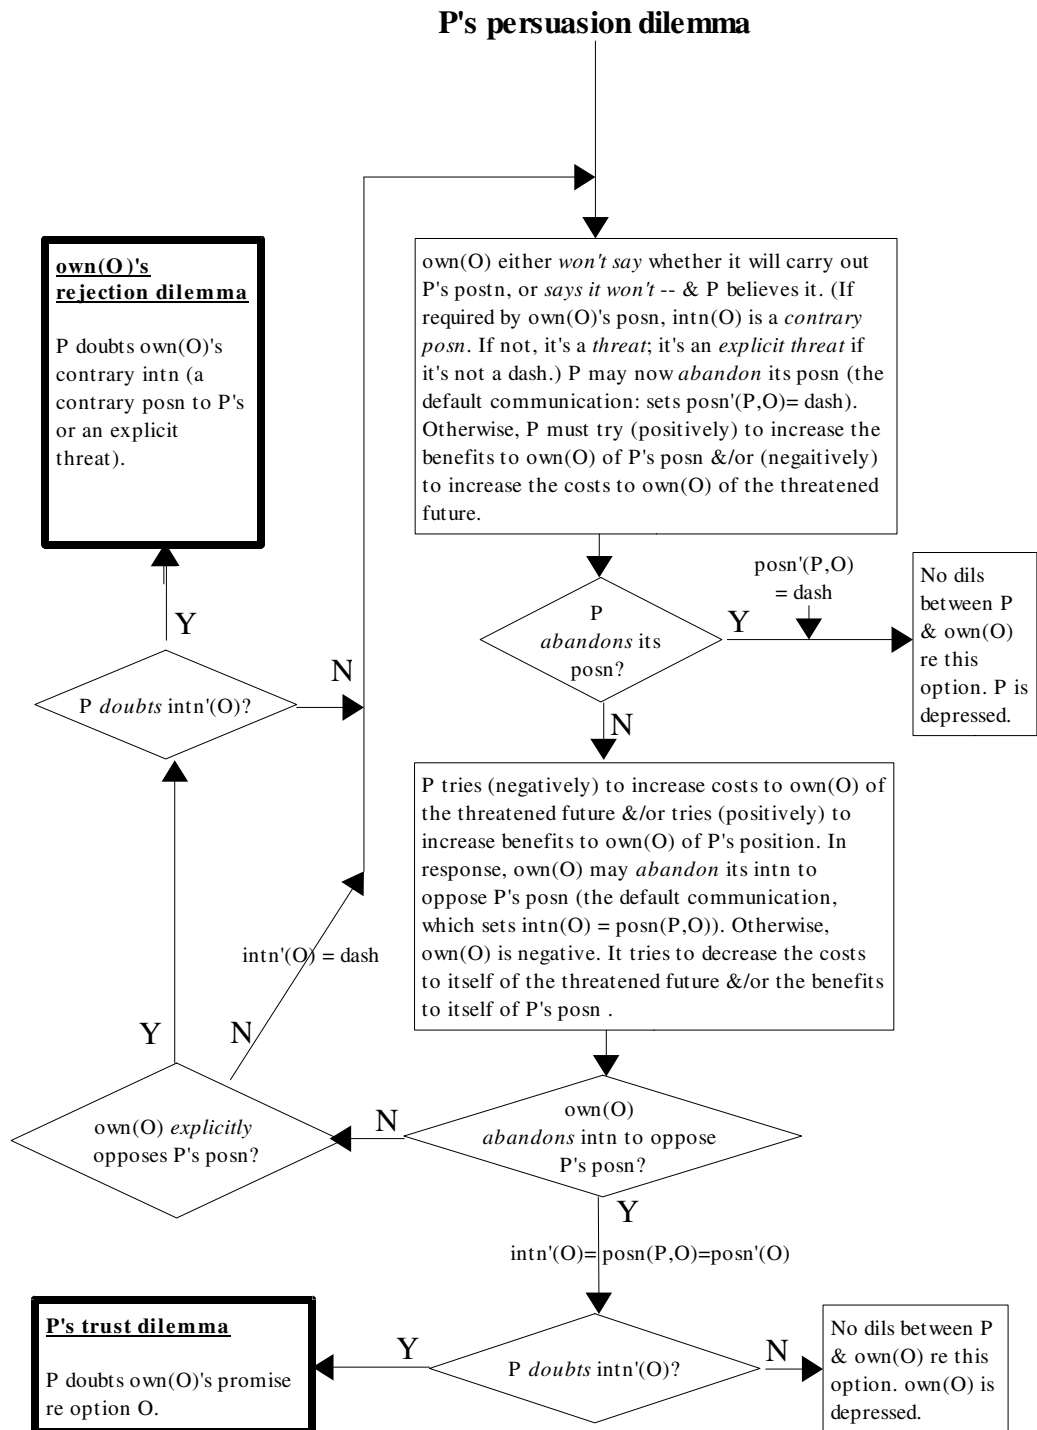 P's persuasion dilemma
own(O)'s
rejection dilemma
P doubts own(O)'s
contrary intn (a
contrary posn to P's
or an explicit
threat).
own(O) either won't say whether it will carry out
P's postn, or says it won't -- & P believes it. (If
required by own(O)'s posn, intn(O) is a contrary
posn. If not, it's a threat; it's an explicit threat if
it's not a dash.) P may now abandon its posn (the
default communication: sets posn'(P,O)= dash).
Otherwise, P must try (positively) to increase the
benefits to own(O) of P's posn &/or (negaitively)
to increase the costs to own(O) of the threatened
future.
P
abandons its
posn?
Y
posn'(P,O)
= dash
No dils
between P
& own(O)
re this
option. P is
depressed.
N
Y
P doubts intn'(O)?
N
P tries (negatively) to increase costs to own(O) of
the threatened future &/or tries (positively) to
increase benefits to own(O) of P's position. In
response, own(O) may abandon its intn to
oppose P's posn (the default communication,
which sets intn(O) = posn(P,O)). Otherwise,
own(O) is negative. It tries to decrease the costs
to itself of the threatened future &/or the benefits
to itself of P's posn .
intn'(O) = dash
Y
N
own(O) explicitly
opposes P's posn?
N
own(O)
abandons intn to oppose
P's posn?
Y
intn'(O)= posn(P,O)=posn'(O)
P's trust dilemma
P doubts own(O)'s promise
re option O.
Y
P doubts intn'(O)?
N
No dils between P
& own(O) re this
option. own(O) is
depressed.